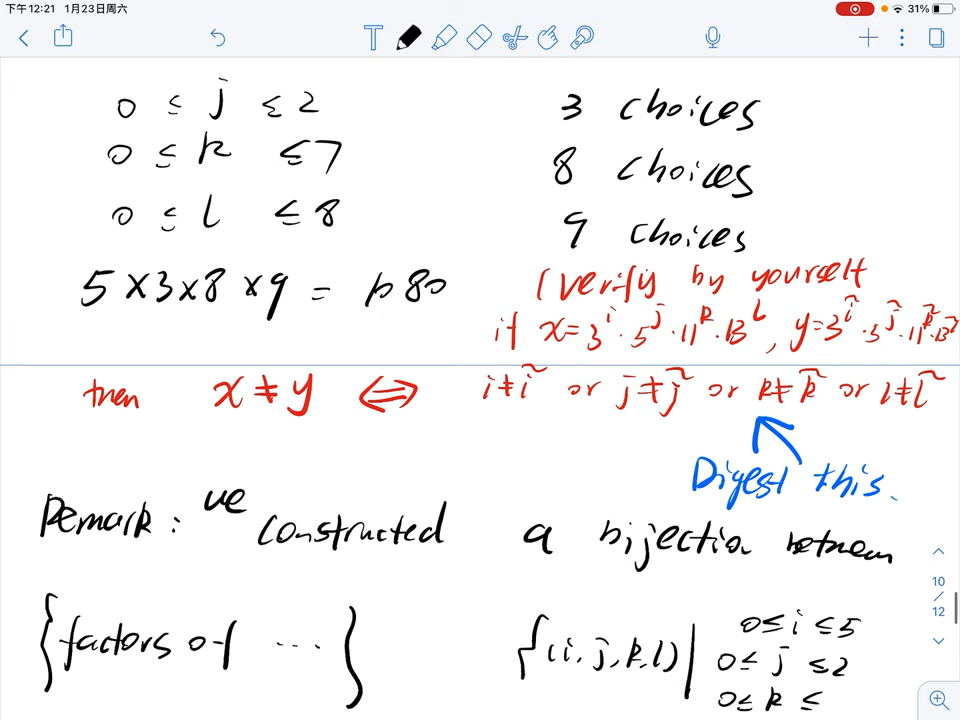 下午12:21 1月23日周六 31%
T
0 ≤ j ≤ 2 3 choices
0 ≤ k ≤ 7 8 choices
0 ≤ l ≤ 8 9 choices
5 × 3 × 8 × 9 = 1080
(verify by yourself
if x = 3^i · 5^j · 11^k · 13^l , y = 3^ĩ · 5^j̃ · 11^k̃ · 13^l̃
then x ≠ y ⇔ i ≠ ĩ or j ≠ j̃ or k ≠ k̃ or l ≠ l̃
Digest this.
Remark : we constructed a bijection between
{factors of ...} {(i, j, k, l) | 0 ≤ i ≤ 5
0 ≤ j ≤ 2
0 ≤ k ≤
10
/
12